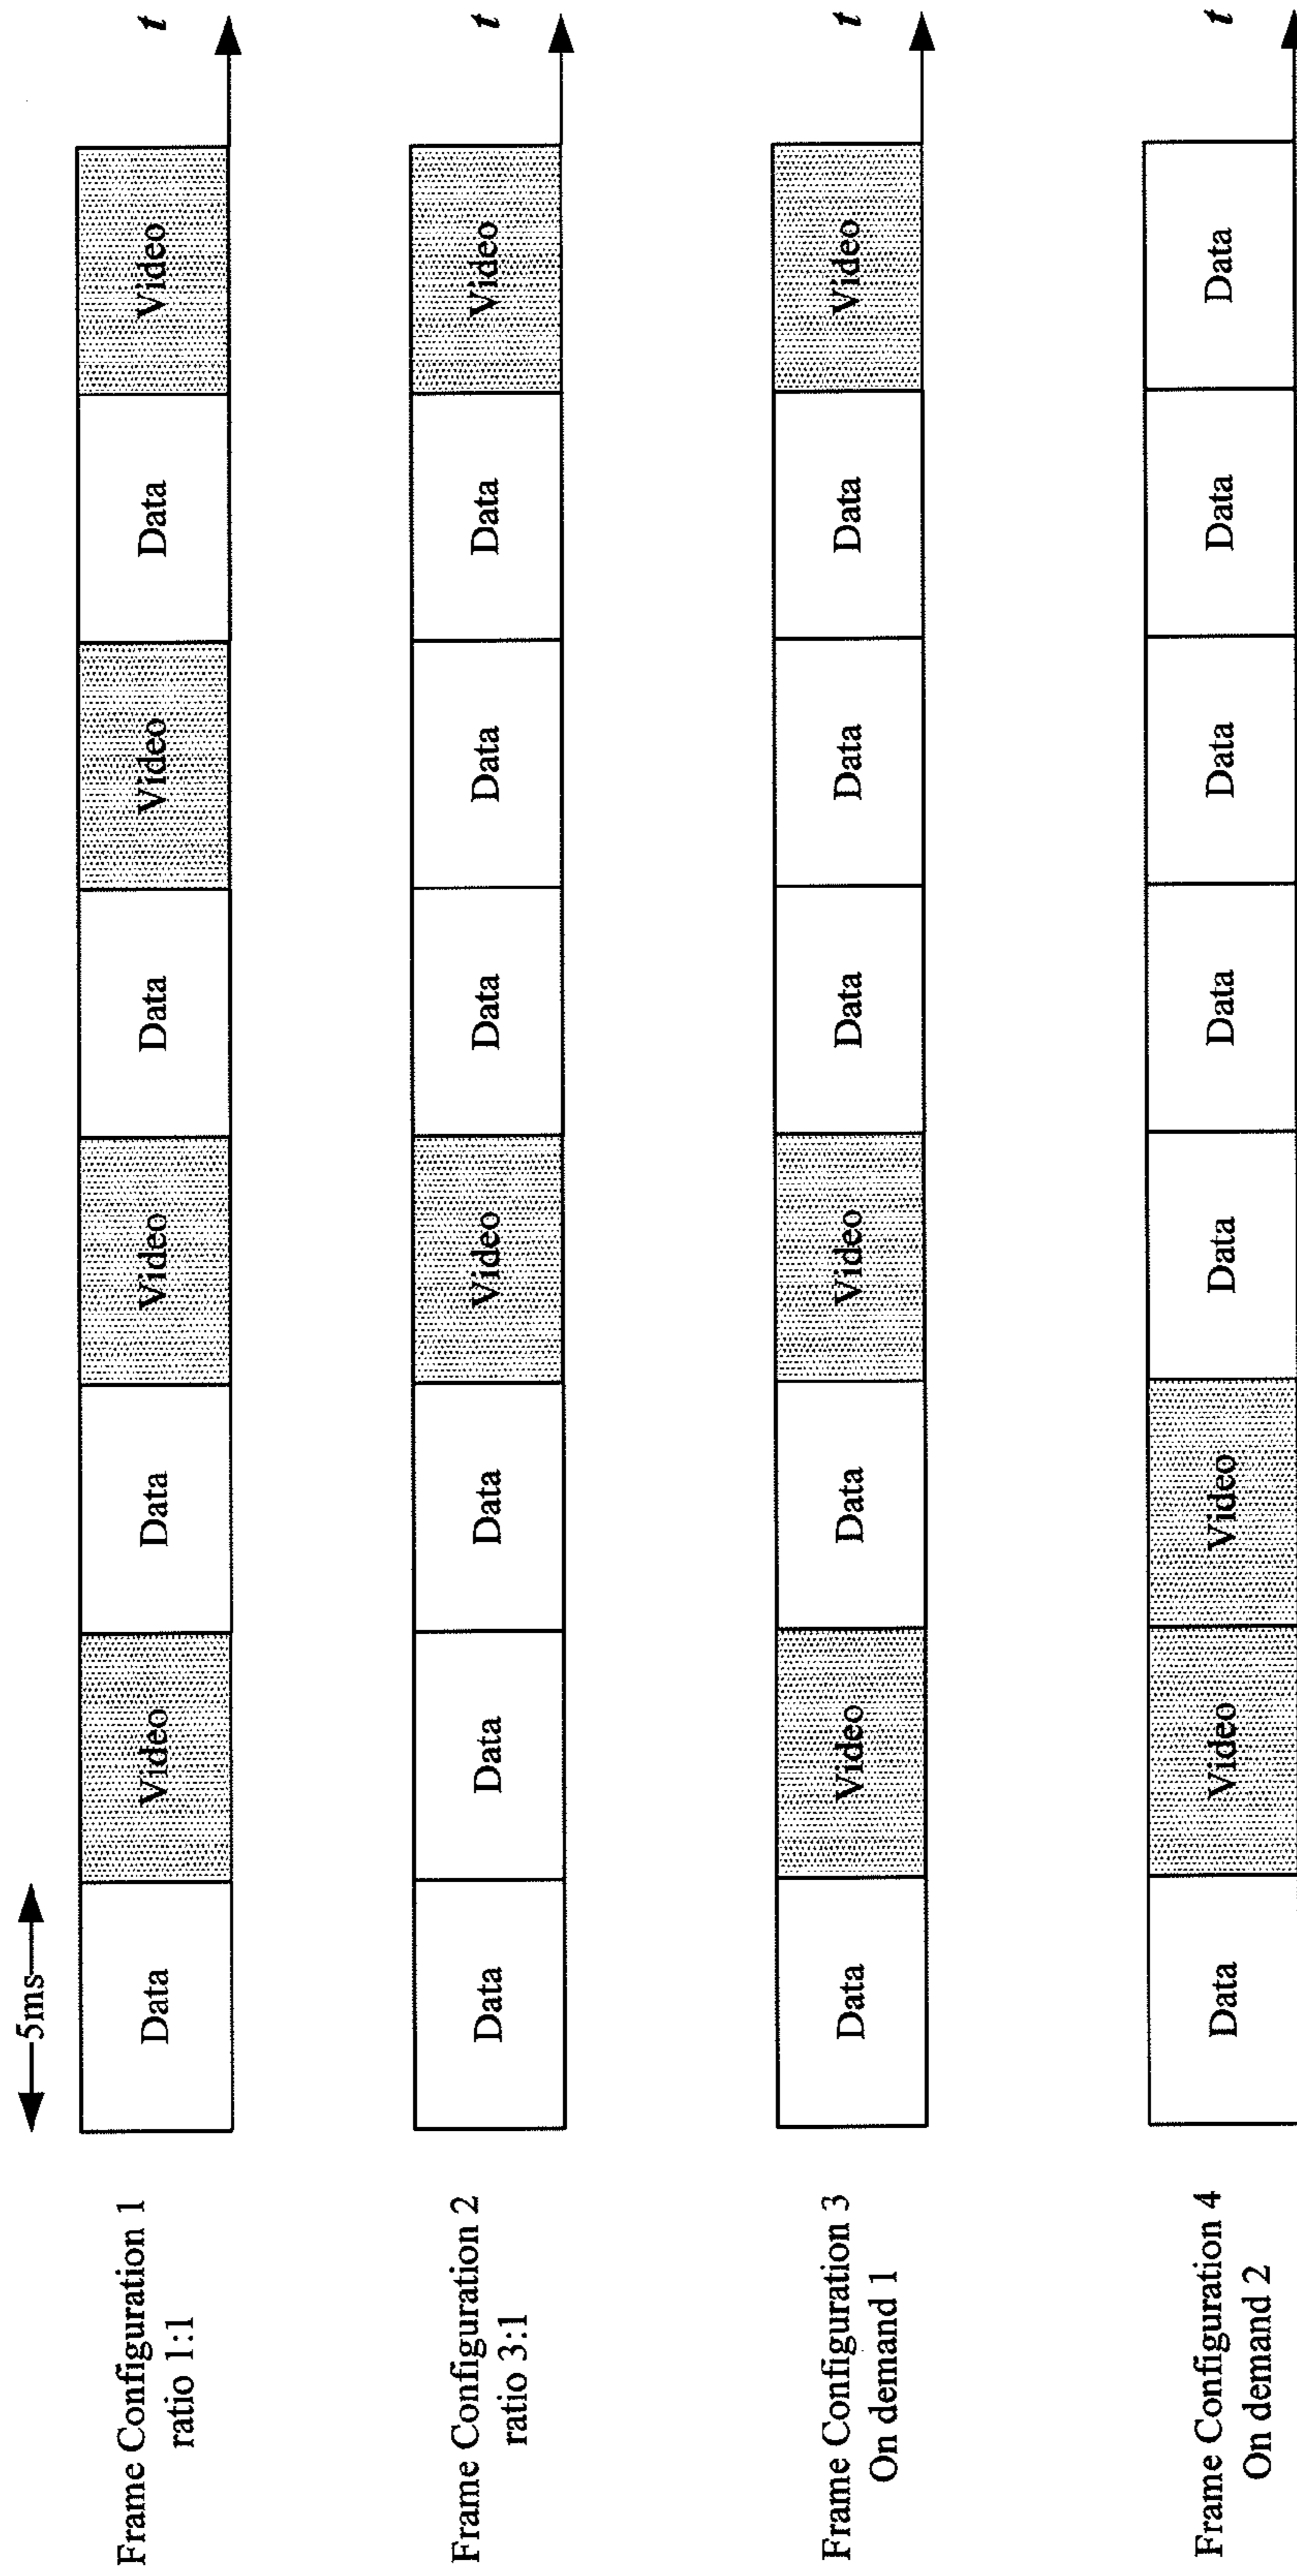 5ms
Frame Configuration 1
ratio 1:1
Data Video Data Video Data Video Data Video
t
Frame Configuration 2
ratio 3:1
Data Data Data Video Data Data Data Video
t
Frame Configuration 3
On demand 1
Data Video Data Video Data Data Data Video
t
Frame Configuration 4
On demand 2
Data Video Video Data Data Data Data Data
t